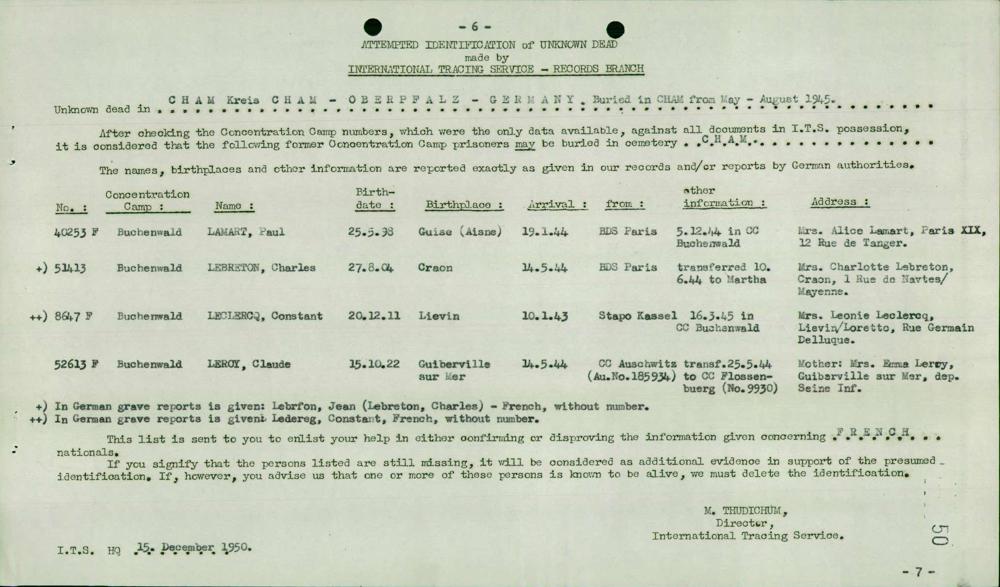 - 6 -
ATTEMPTED IDENTIFICATION of UNKNOWN DEAD
made by
INTERNATIONAL TRACING SERVICE - RECORDS BRANCH
Unknown dead in . CHAM Kreis CHAM - OBERPFALZ - GERMANY. Buried in CHAM from May - August 1945.
After checking the Concentration Camp numbers, which were the only data available, against all documents in I.T.S. possession,
it is considered that the following former Concentration Camp prisoners may be buried in cemetery . . C.H.A.M. . . . . . . . . . . . . . . .
The names, birthplaces and other information are reported exactly as given in our records and/or reports by German authorities.
No. : Concentration Camp : Name : Birth-date : Birthplace : Arrival : from : other information : Address :
40253 F Buchenwald LAMART, Paul 25.5.98 Guise (Aisne) 19.1.44 BDS Paris 5.12.44 in CC Mrs. Alice Lamart, Paris XIX,
Buchenwald 12 Rue de Tanger.
+) 51413 Buchenwald LEBRETON, Charles 27.8.04 Craon 14.5.44 BDS Paris transferred 10. Mrs. Charlotte Lebreton,
6.44 to Martha Craon, 1 Rue de Navtes/
Mayenne.
++) 8647 F Buchenwald LECLERCQ, Constant 20.12.11 Lievin 10.1.43 Stapo Kassel 16.3.45 in Mrs. Leonie Leclercq,
CC Buchenwald Lievin/Loretto, Rue Germain
Delluque.
52613 F Buchenwald LEROY, Claude 15.10.22 Guiberville 14.5.44 CC Auschwitz transf.25.5.44 Mother: Mrs. Emma Leroy,
sur Mer (Au.No.185934) to CC Flossen- Guiberville sur Mer, dep.
buerg (No.9930) Seine Inf.
+) In German grave reports is given: Lebrfon, Jean (Lebreton, Charles) - French, without number.
++) In German grave reports is given: Ledereg, Constant, French, without number.
This list is sent to you to enlist your help in either confirming or disproving the information given concerning . F.R.E.N.C.H. . .
nationals.
If you signify that the persons listed are still missing, it will be considered as additional evidence in support of the presumed
identification. If, however, you advise us that one or more of these persons is known to be alive, we must delete the identification.
M. THUDICHUM,
Director,
International Tracing Service.
I.T.S. HQ 15. December 1950.
50
- 7 -